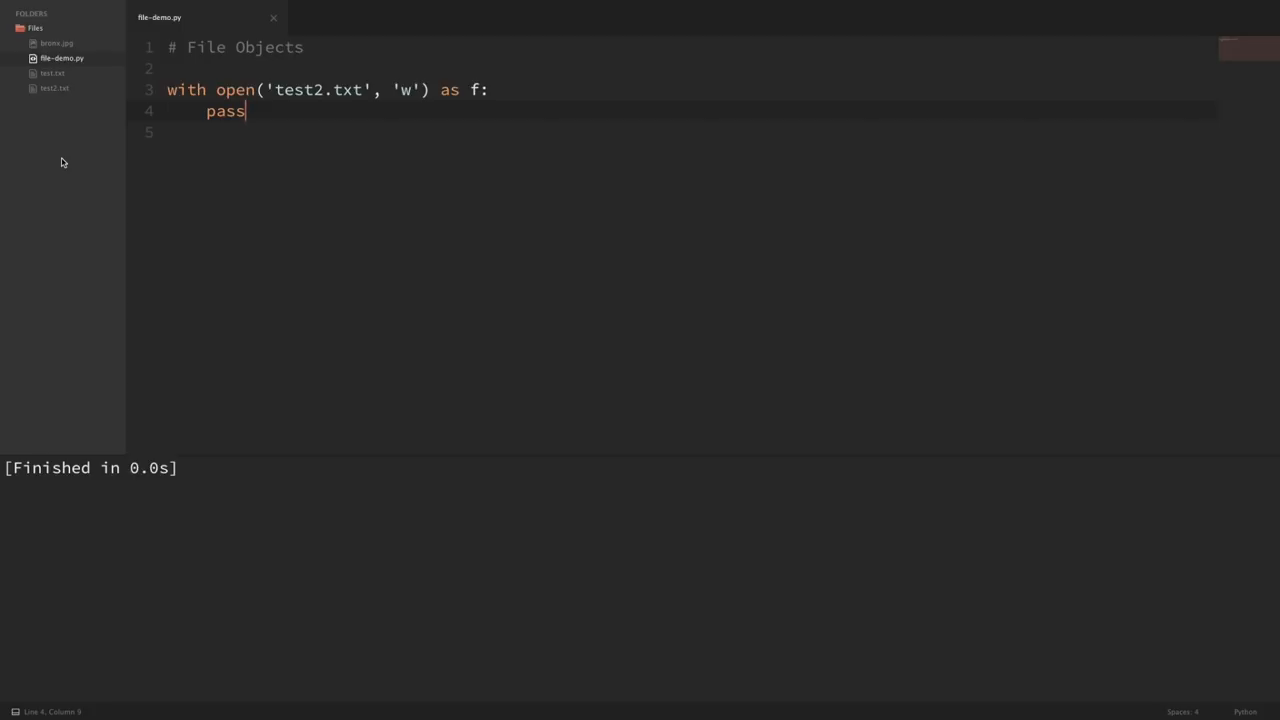 FOLDERS
Files
bronx.jpg
file-demo.py
test.txt
test2.txt
file-demo.py
1 # File Objects
2
3 with open('test2.txt', 'w') as f:
4     pass
5
[Finished in 0.0s]
Line 4, Column 9
Spaces: 4
Python